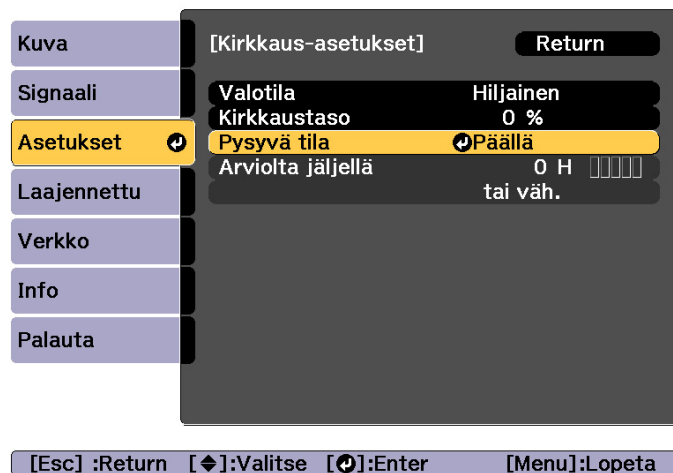 Kuva
Signaali
Asetukset
Laajennettu
Verkko
Info
Palauta
[Kirkkaus-asetukset] Return
Valotila Hiljainen
Kirkkaustaso 0 %
Pysyvä tila Päällä
Arviolta jäljellä 0 H
tai väh.
[Esc] :Return [◆]:Valitse [↵]:Enter [Menu]:Lopeta